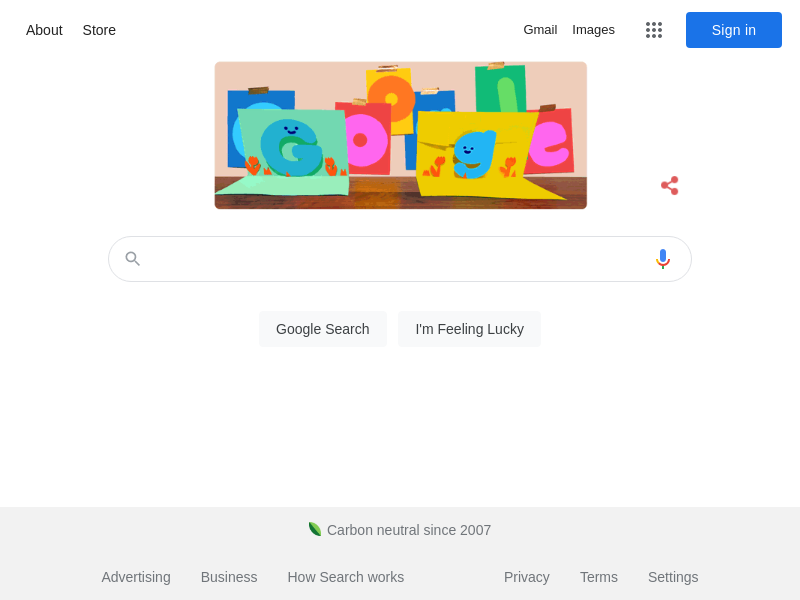 About Store Gmail Images Sign in
Google
Google Search I'm Feeling Lucky
Carbon neutral since 2007
Advertising Business How Search works Privacy Terms Settings